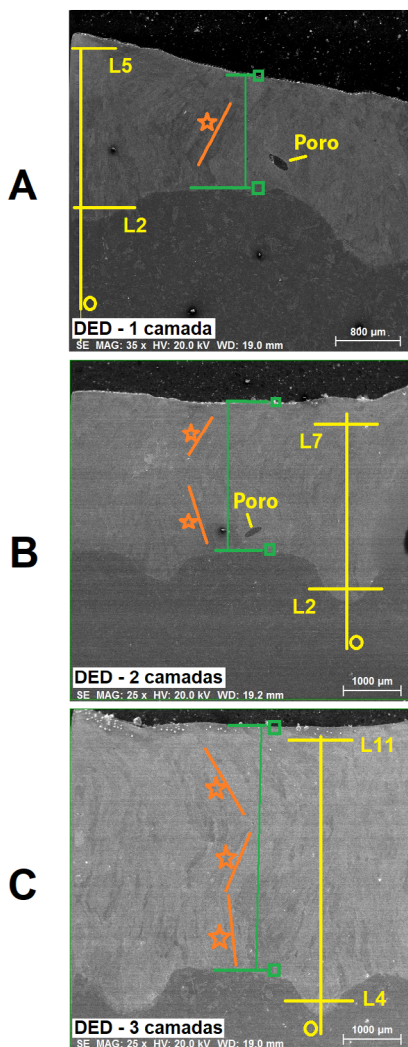 A
L5
Poro
L2
DED - 1 camada
800 µm
SE MAG: 35 x HV: 20.0 kV WD: 19.0 mm
B
L7
Poro
L2
DED - 2 camadas
1000 µm
SE MAG: 25 x HV: 20.0 kV WD: 19.2 mm
C
L11
L4
DED - 3 camadas
1000 µm
SE MAG: 25 x HV: 20.0 kV WD: 19.0 mm